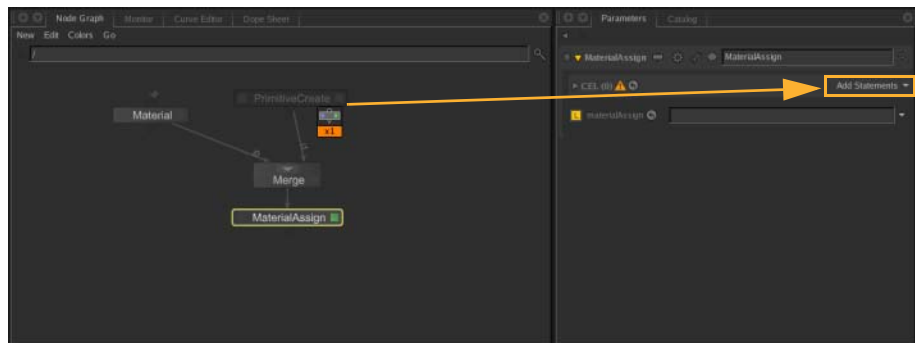 Node Graph Monitor Curve Editor Dope Sheet
New Edit Colors Go
/
Material
PrimitiveCreate
x1
Merge
MaterialAssign
Parameters Catalog
MaterialAssign MaterialAssign
CEL (0) Add Statements
L materialAssign